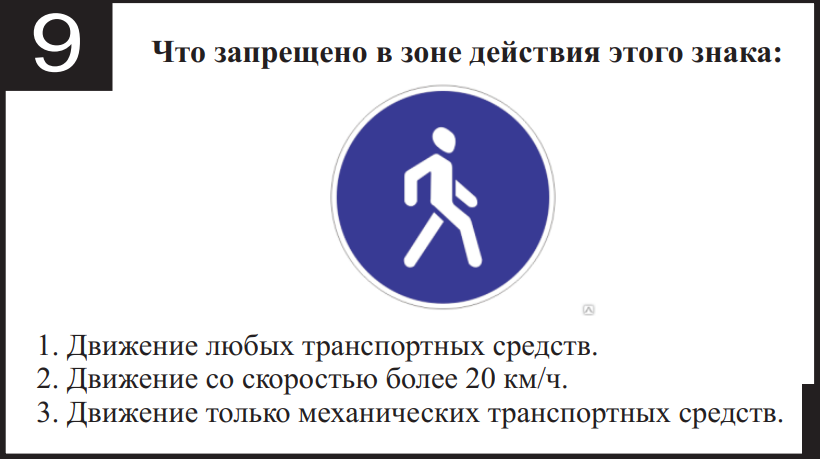 9
Что запрещено в зоне действия этого знака:
1. Движение любых транспортных средств.
2. Движение со скоростью более 20 км/ч.
3. Движение только механических транспортных средств.